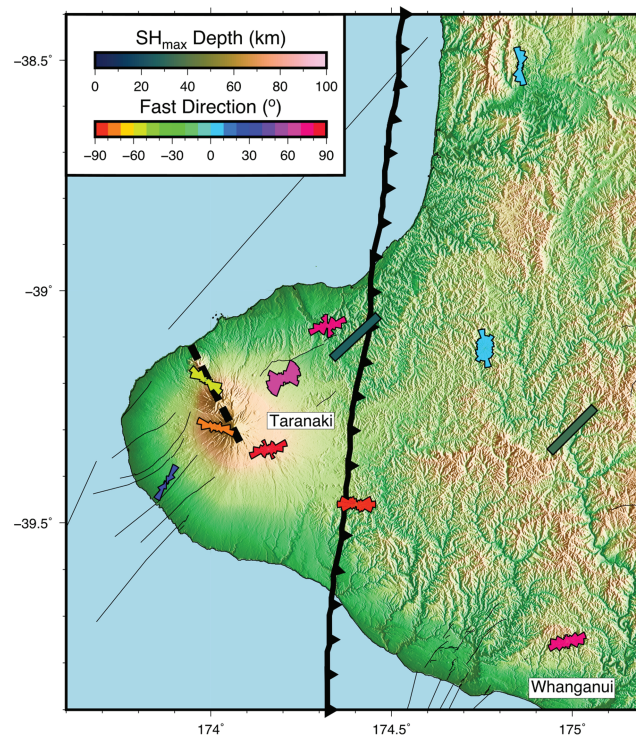 SHmax Depth (km)
0 20 40 60 80 100
Fast Direction (º)
−90 −60 −30 0 30 60 90
−38.5°
−39°
−39.5°
Taranaki
Whanganui
174° 174.5° 175°